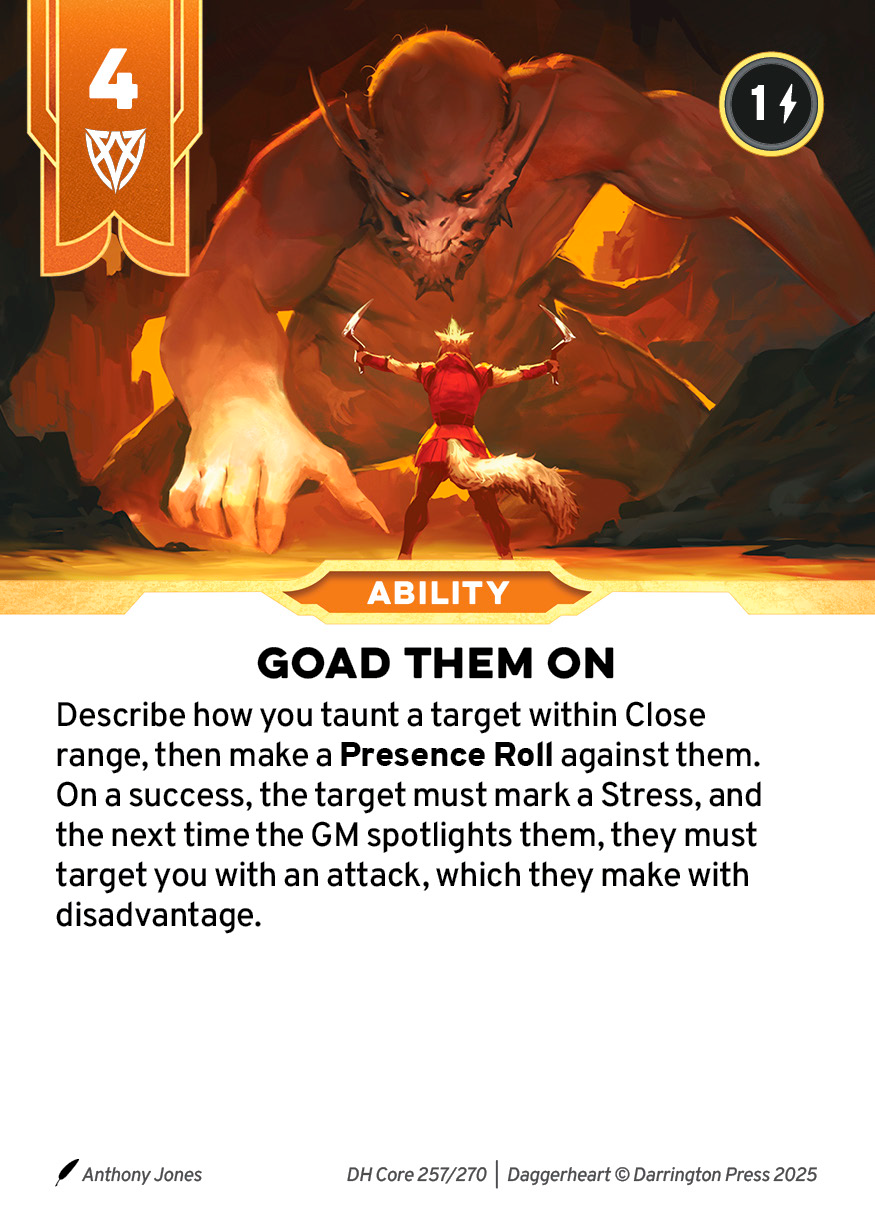 4
1
ABILITY
GOAD THEM ON
Describe how you taunt a target within Close
range, then make a Presence Roll against them.
On a success, the target must mark a Stress, and
the next time the GM spotlights them, they must
target you with an attack, which they make with
disadvantage.
Anthony Jones
DH Core 257/270 | Daggerheart © Darrington Press 2025